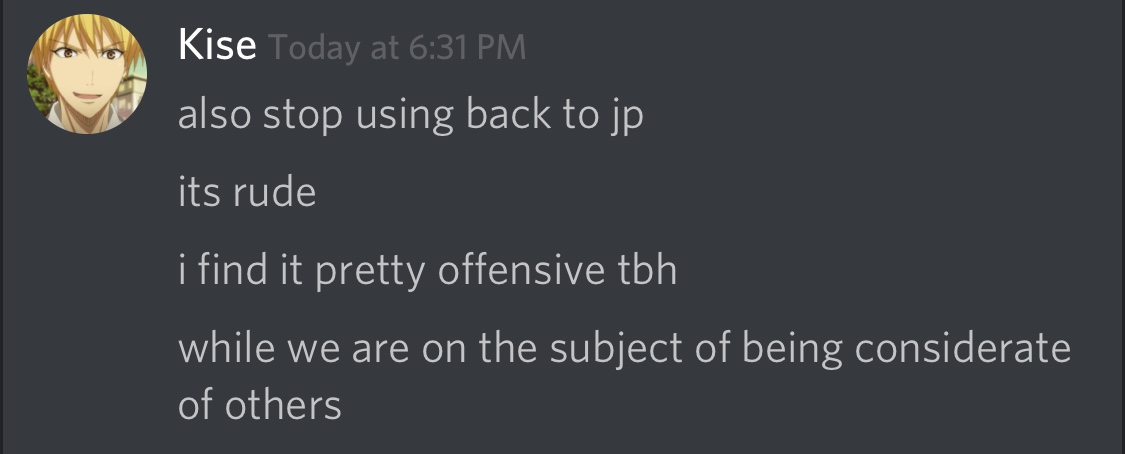 Kise Today at 6:31 PM
also stop using back to jp
its rude
i find it pretty offensive tbh
while we are on the subject of being considerate
of others